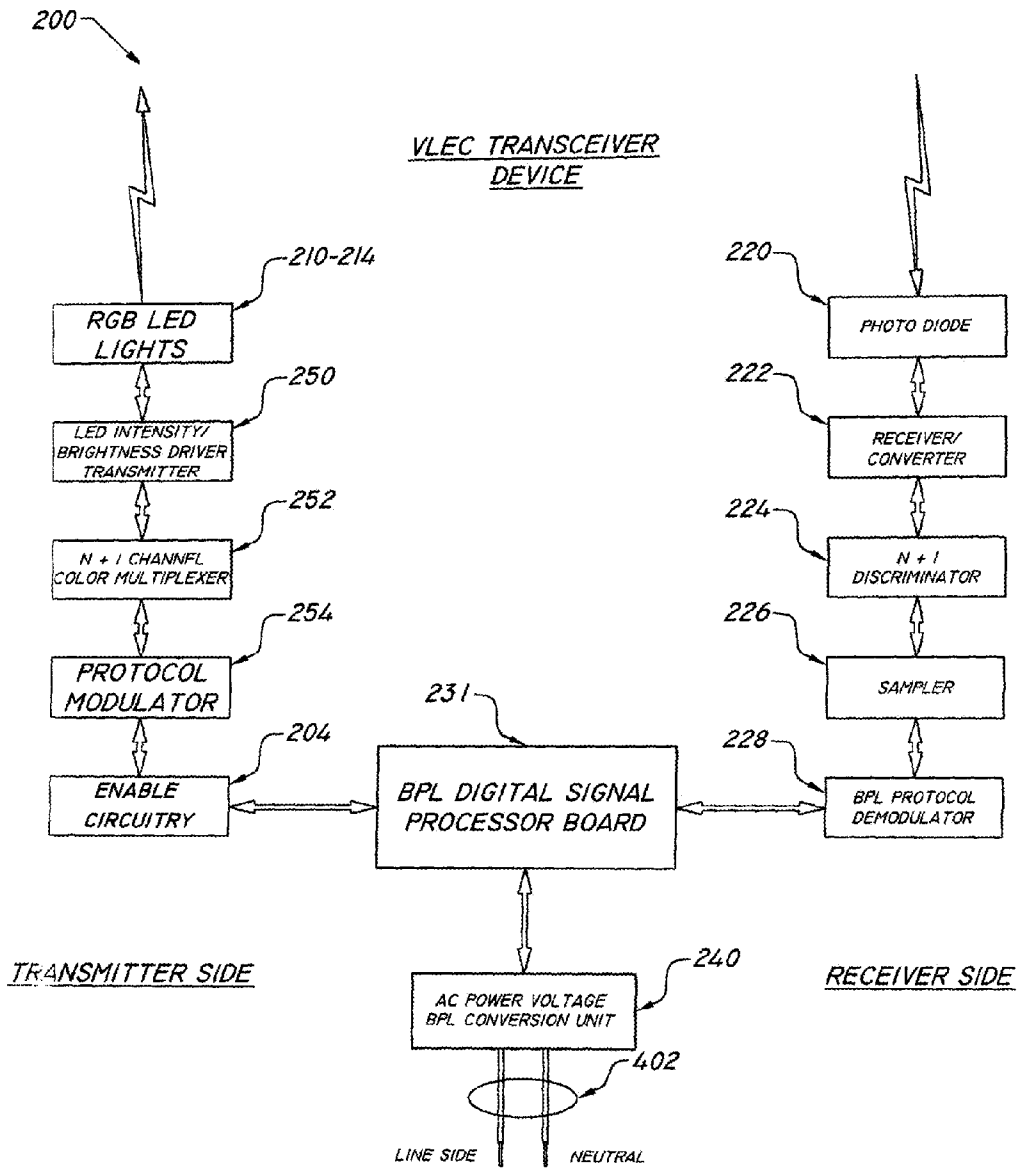 200
VLEC TRANSCEIVER
DEVICE
210-214
RGB LED
LIGHTS
250
LED INTENSITY/
BRIGHTNESS DRIVER
TRANSMITTER
252
N + 1 CHANNEL
COLOR MULTIPLEXER
254
PROTOCOL
MODULATOR
204
ENABLE
CIRCUITRY
220
PHOTO DIODE
222
RECEIVER/
CONVERTER
224
N + 1
DISCRIMINATOR
226
SAMPLER
228
BPL PROTOCOL
DEMODULATOR
231
BPL DIGITAL SIGNAL
PROCESSOR BOARD
TRANSMITTER SIDE
RECEIVER SIDE
240
AC POWER VOLTAGE
BPL CONVERSION UNIT
402
LINE SIDE
NEUTRAL